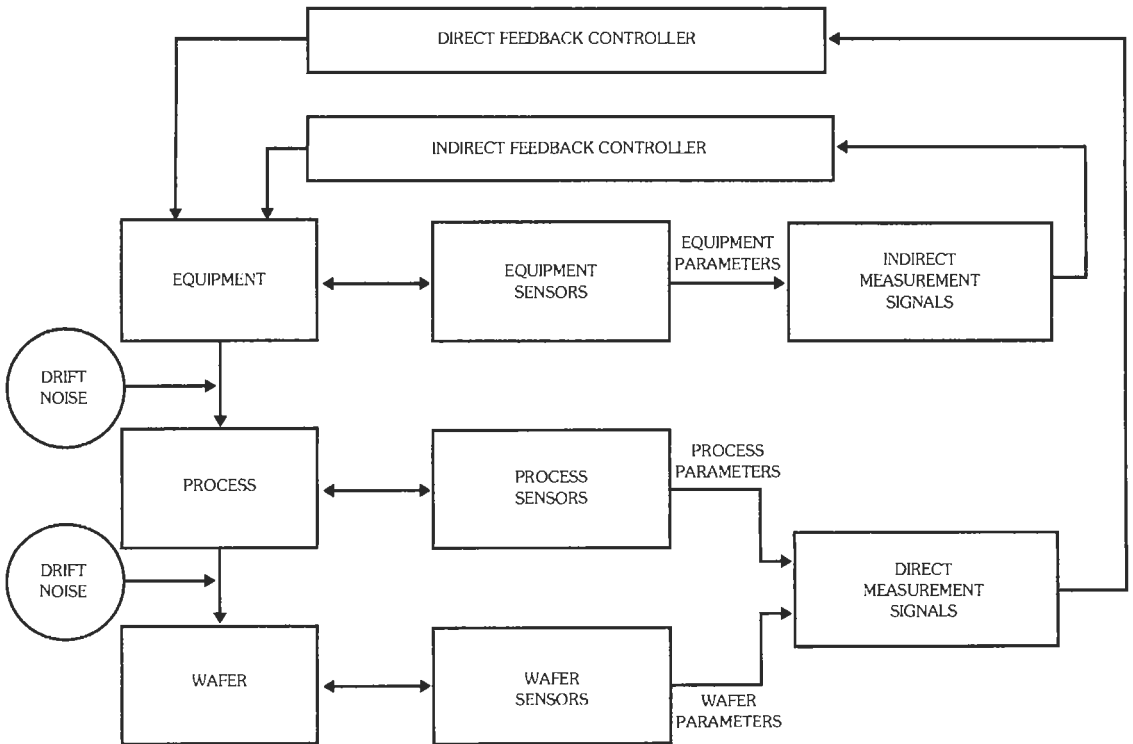 DIRECT FEEDBACK CONTROLLER
INDIRECT FEEDBACK CONTROLLER
EQUIPMENT
EQUIPMENT
SENSORS
EQUIPMENT
PARAMETERS
INDIRECT
MEASUREMENT
SIGNALS
DRIFT
NOISE
PROCESS
PROCESS
SENSORS
PROCESS
PARAMETERS
DIRECT
MEASUREMENT
SIGNALS
DRIFT
NOISE
WAFER
WAFER
SENSORS
WAFER
PARAMETERS